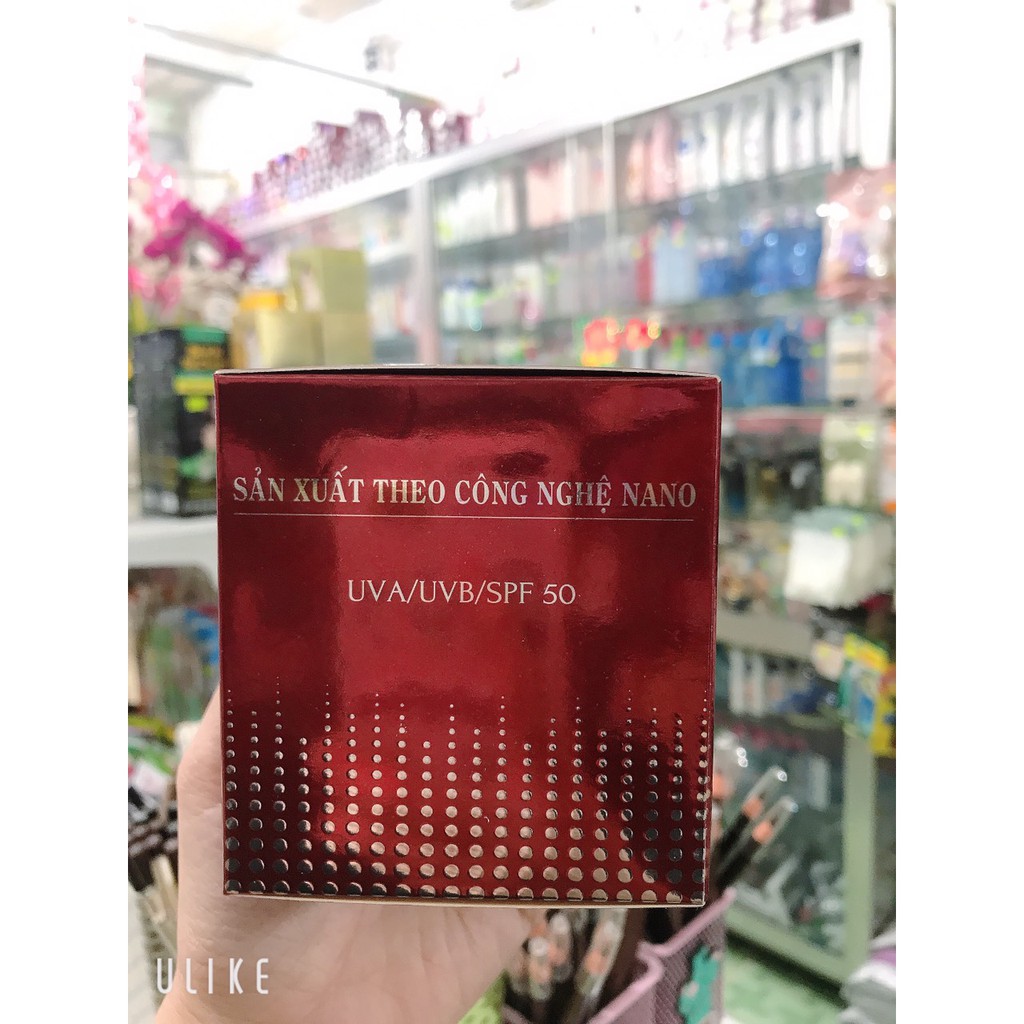 SẢN XUẤT THEO CÔNG NGHỆ NANO
UVA/UVB/SPF 50
ULIKE